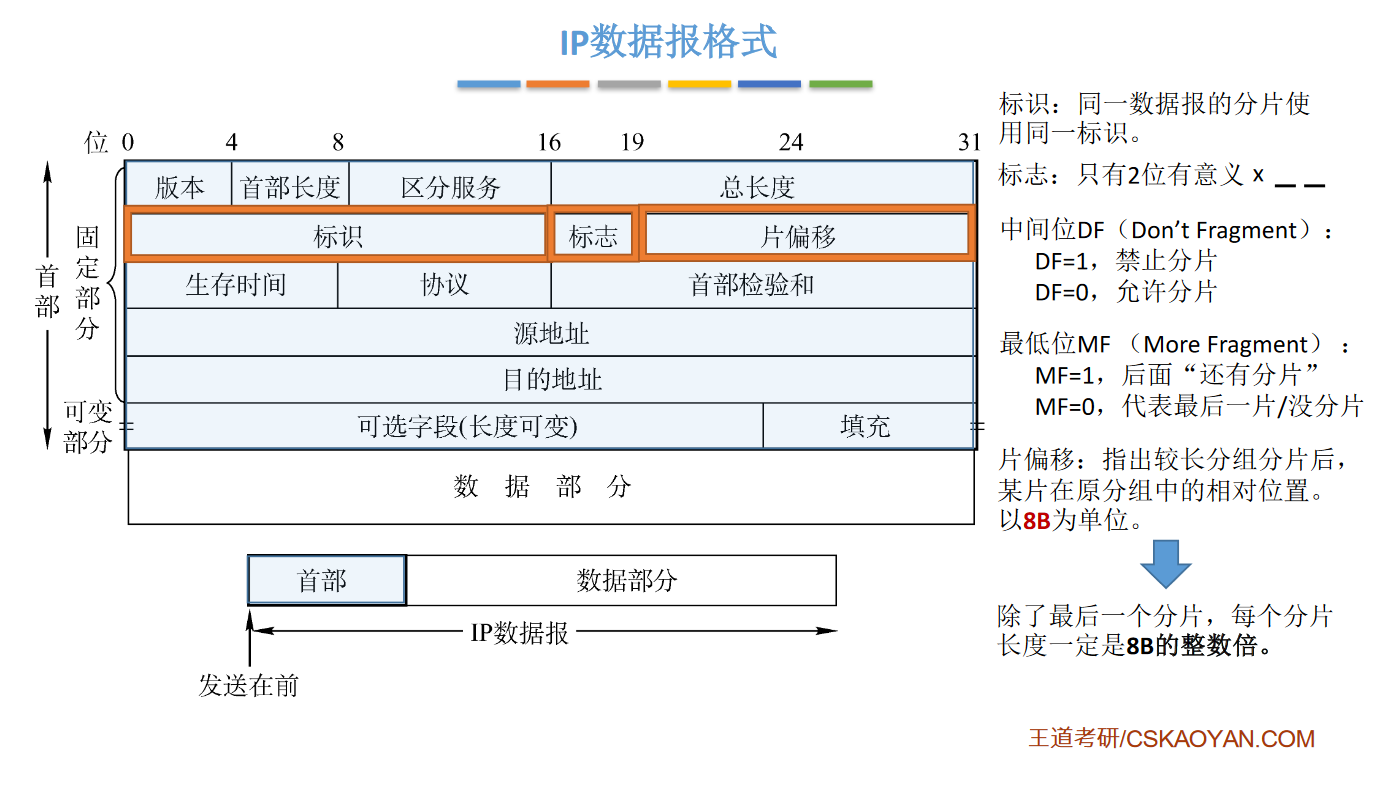 IP数据报格式
位 0 4 8 16 19 24 31
版本 首部长度 区分服务 总长度
标识 标志 片偏移
生存时间 协议 首部检验和
源地址
目的地址
可选字段(长度可变) 填充
数 据 部 分
首部
固定部分
可变
部分
首部 数据部分
IP数据报
发送在前
标识：同一数据报的分片使
用同一标识。
标志：只有2位有意义 x _ _
中间位DF（Don’t Fragment）：
DF=1，禁止分片
DF=0，允许分片
最低位MF （More Fragment） ：
MF=1，后面“还有分片”
MF=0，代表最后一片/没分片
片偏移：指出较长分组分片后，
某片在原分组中的相对位置。
以8B为单位。
除了最后一个分片，每个分片
长度一定是8B的整数倍。
王道考研/CSKAOYAN.COM